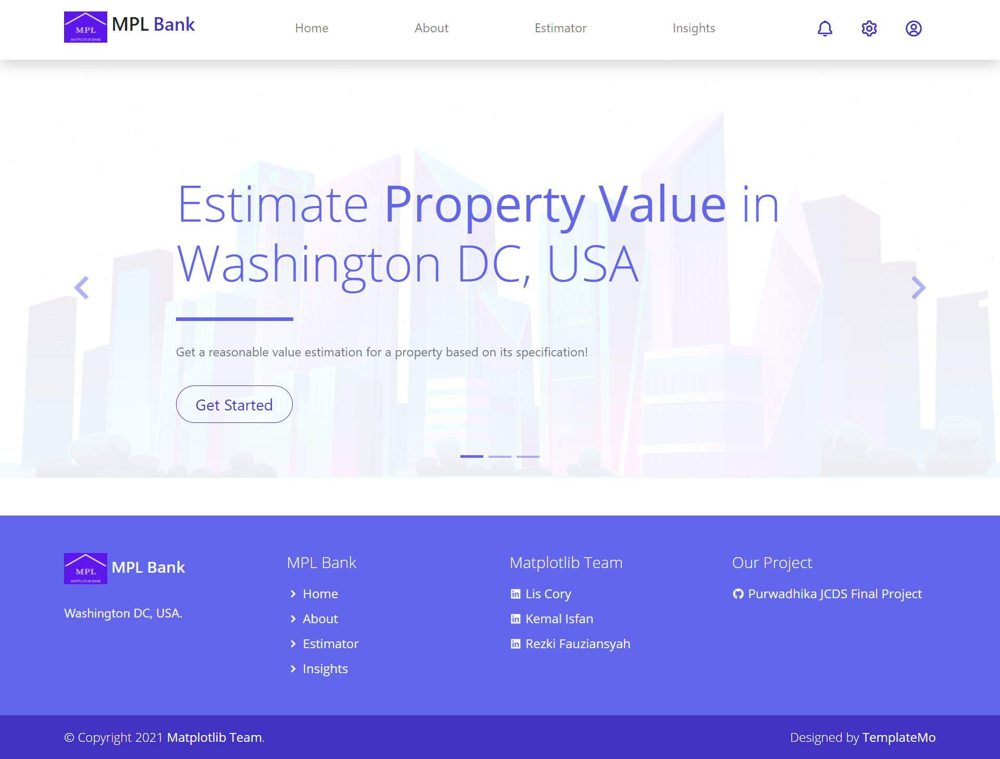 MPL
MATPLOTLIB BANK
MPL Bank
Home
About
Estimator
Insights
Estimate Property Value in
Washington DC, USA
Get a reasonable value estimation for a property based on its specification!
Get Started
MPL
MATPLOTLIB BANK
MPL Bank
Washington DC, USA.
MPL Bank
Home
About
Estimator
Insights
Matplotlib Team
Lis Cory
Kemal Isfan
Rezki Fauziansyah
Our Project
Purwadhika JCDS Final Project
© Copyright 2021 Matplotlib Team.
Designed by TemplateMo